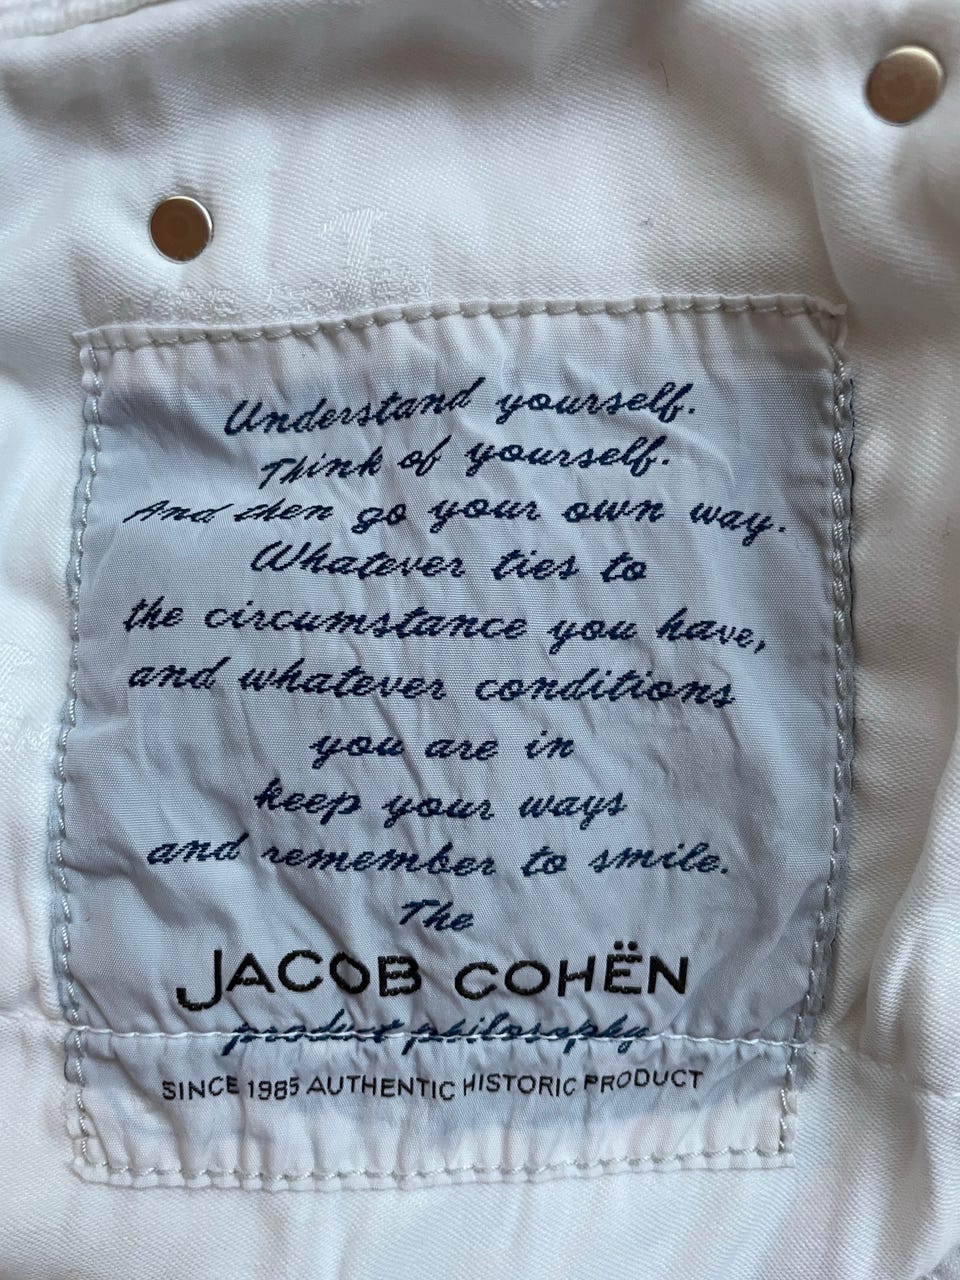 Understand yourself.
Think of yourself.
And then go your own way.
Whatever ties to
the circumstance you have,
and whatever conditions
you are in
keep your ways
and remember to smile.
The
JACOB COHËN
product philosophy
SINCE 1985 AUTHENTIC HISTORIC PRODUCT